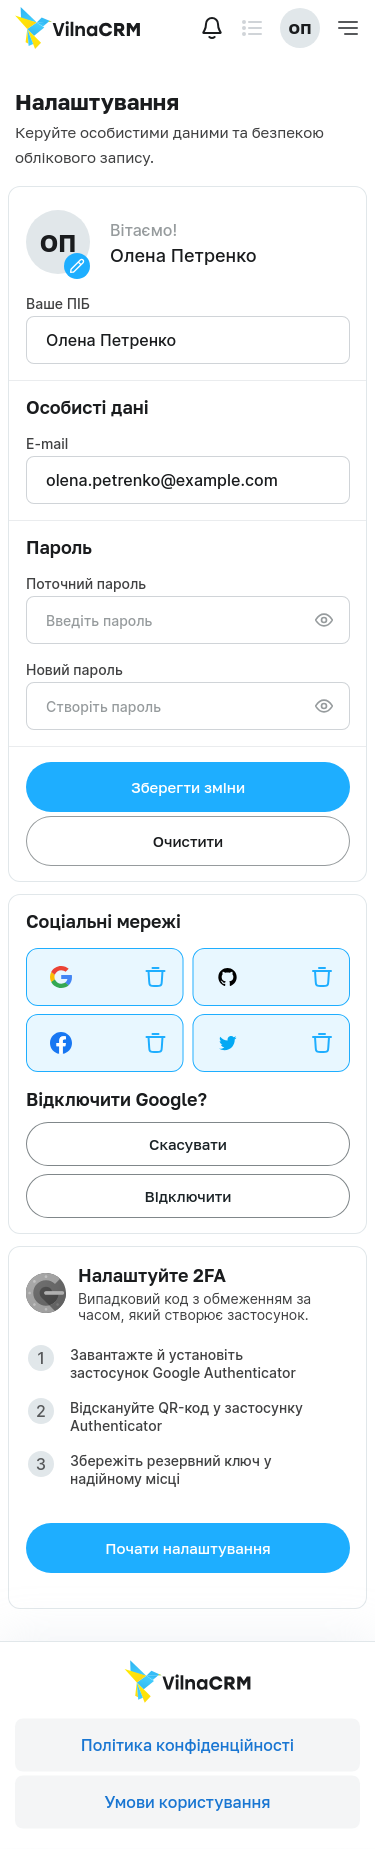 VilnaCRM
ОП
Налаштування
Керуйте особистими даними та безпекою
облікового запису.
ОП
Вітаємо!
Олена Петренко
Ваше ПІБ
Олена Петренко
Особисті дані
E-mail
olena.petrenko@example.com
Пароль
Поточний пароль
Введіть пароль
Новий пароль
Створіть пароль
Зберегти зміни
Очистити
Соціальні мережі
Відключити Google?
Скасувати
Відключити
Налаштуйте 2FA
Випадковий код з обмеженням за
часом, який створює застосунок.
1 Завантажте й установіть
застосунок Google Authenticator
2 Відскануйте QR-код у застосунку
Authenticator
3 Збережіть резервний ключ у
надійному місці
Почати налаштування
VilnaCRM
Політика конфіденційності
Умови користування